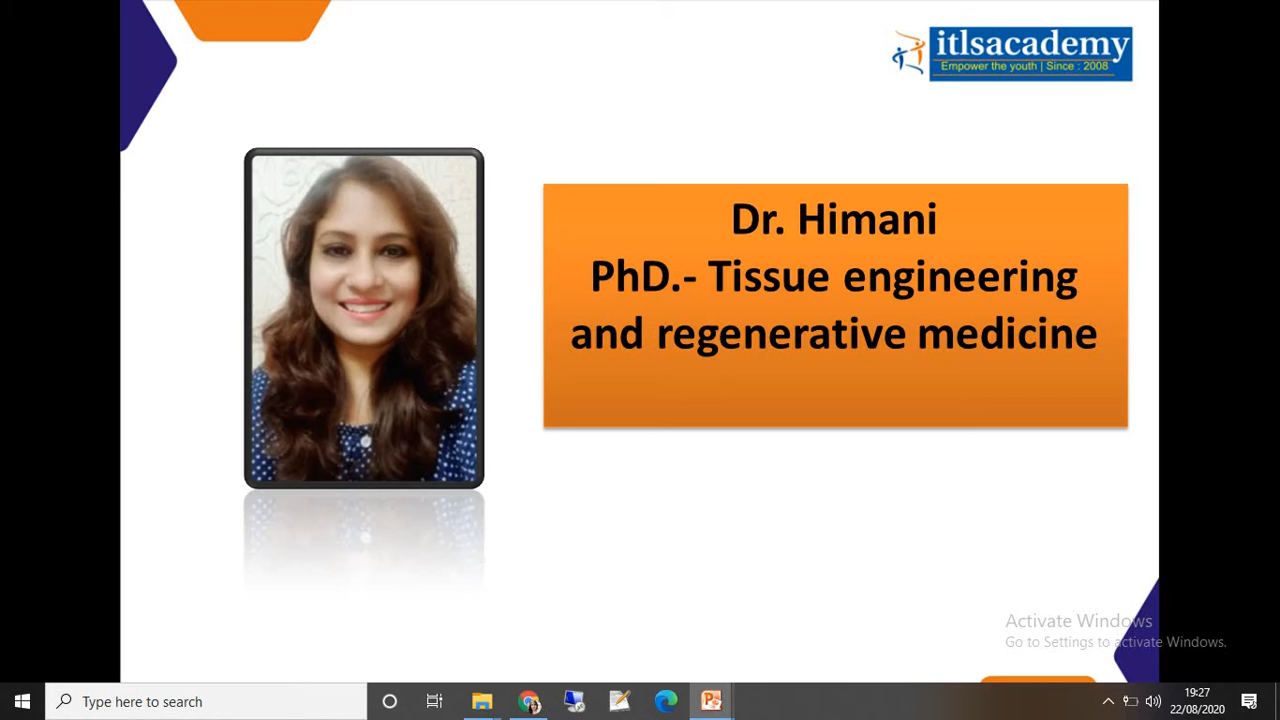 itlsacademy
Empower the youth | Since : 2008
Dr. Himani
PhD.- Tissue engineering
and regenerative medicine
Activate Windows
Go to Settings to activate Windows.
Type here to search
19:27
22/08/2020